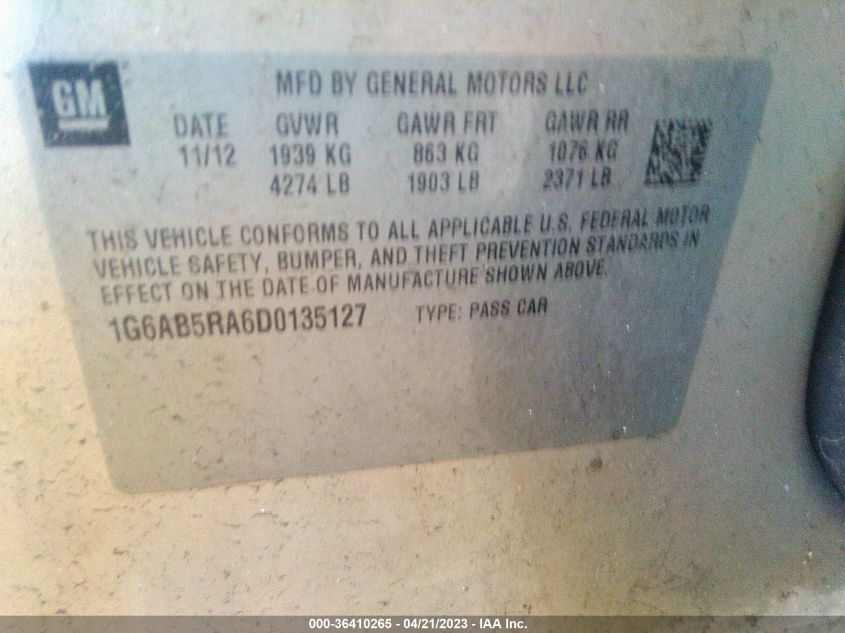 GM
MFD BY GENERAL MOTORS LLC
DATE GVWR GAWR FRT GAWR RR
11/12 1939 KG 863 KG 1076 KG
4274 LB 1903 LB 2371 LB
THIS VEHICLE CONFORMS TO ALL APPLICABLE U.S. FEDERAL MOTOR
VEHICLE SAFETY, BUMPER, AND THEFT PREVENTION STANDARDS IN
EFFECT ON THE DATE OF MANUFACTURE SHOWN ABOVE.
1G6AB5RA6D0135127 TYPE: PASS CAR
000-36410265 - 04/21/2023 - IAA Inc.